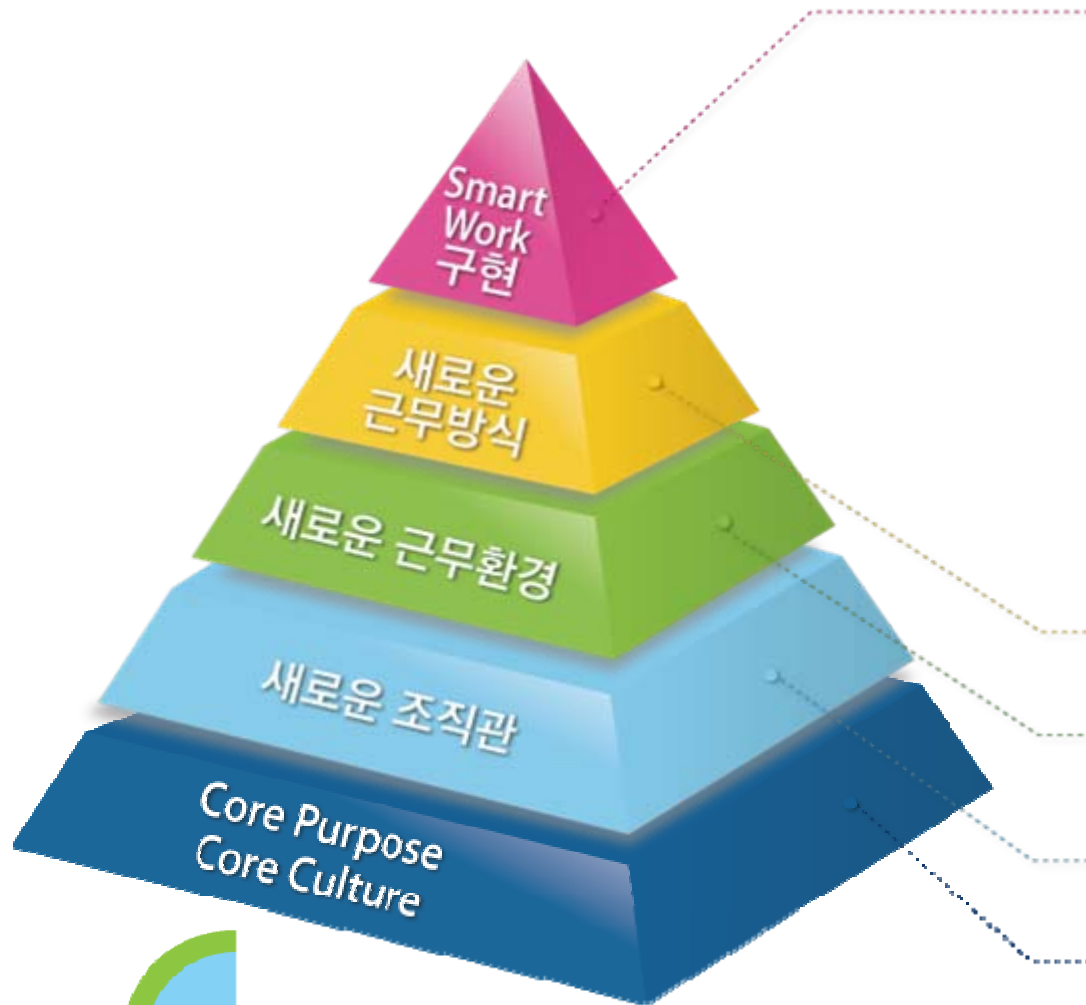 Smart
Work
구현
새로운
근무방식
새로운 근무환경
새로운 조직관
Core Purpose
Core Culture